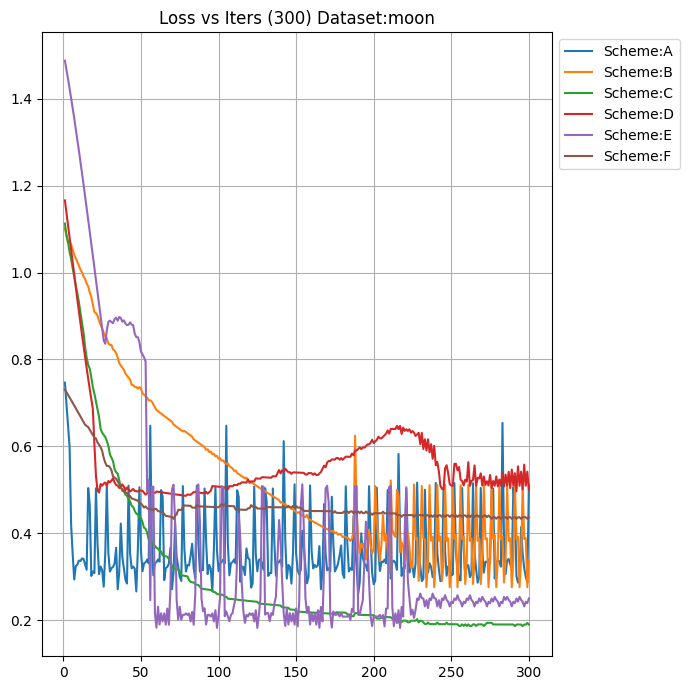 Loss vs Iters (300) Dataset:moon
Scheme:A
Scheme:B
Scheme:C
Scheme:D
Scheme:E
Scheme:F
1.4
1.2
1.0
0.8
0.6
0.4
0.2
0 50 100 150 200 250 300